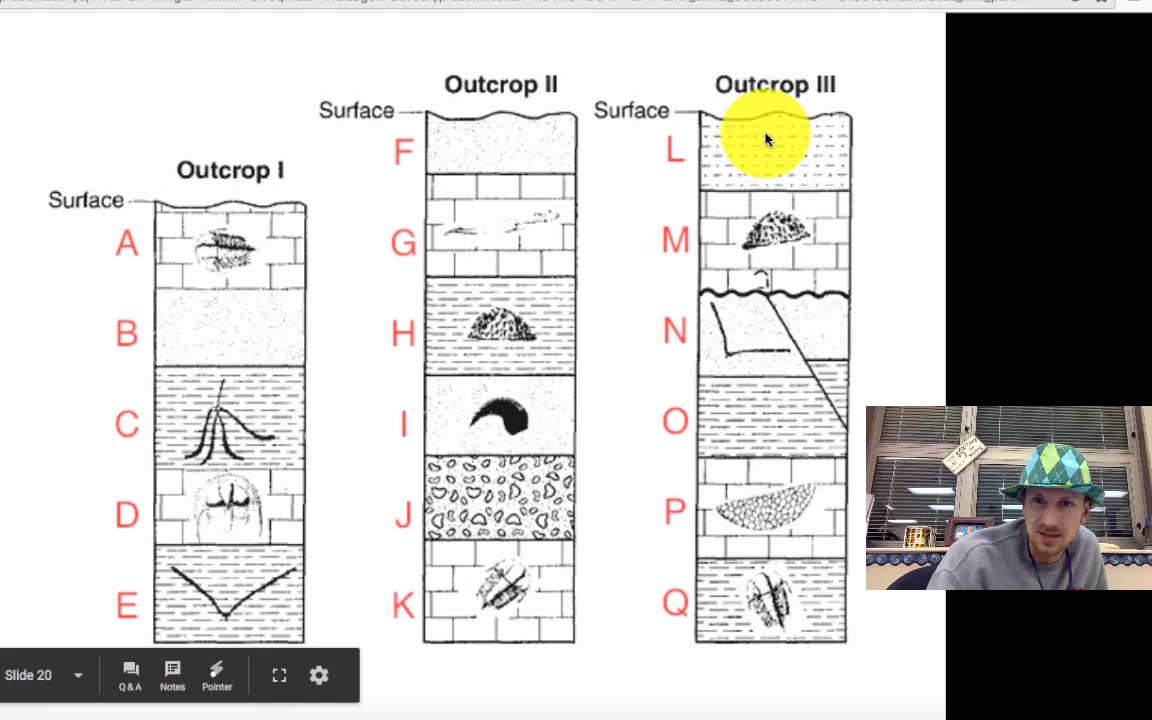 Outcrop II
Outcrop III
Surface
Surface
F
L
Outcrop I
Surface
A
G
M
B
H
N
C
I
O
D
J
P
E
K
Q
Slide 20
Q & A
Notes
Pointer